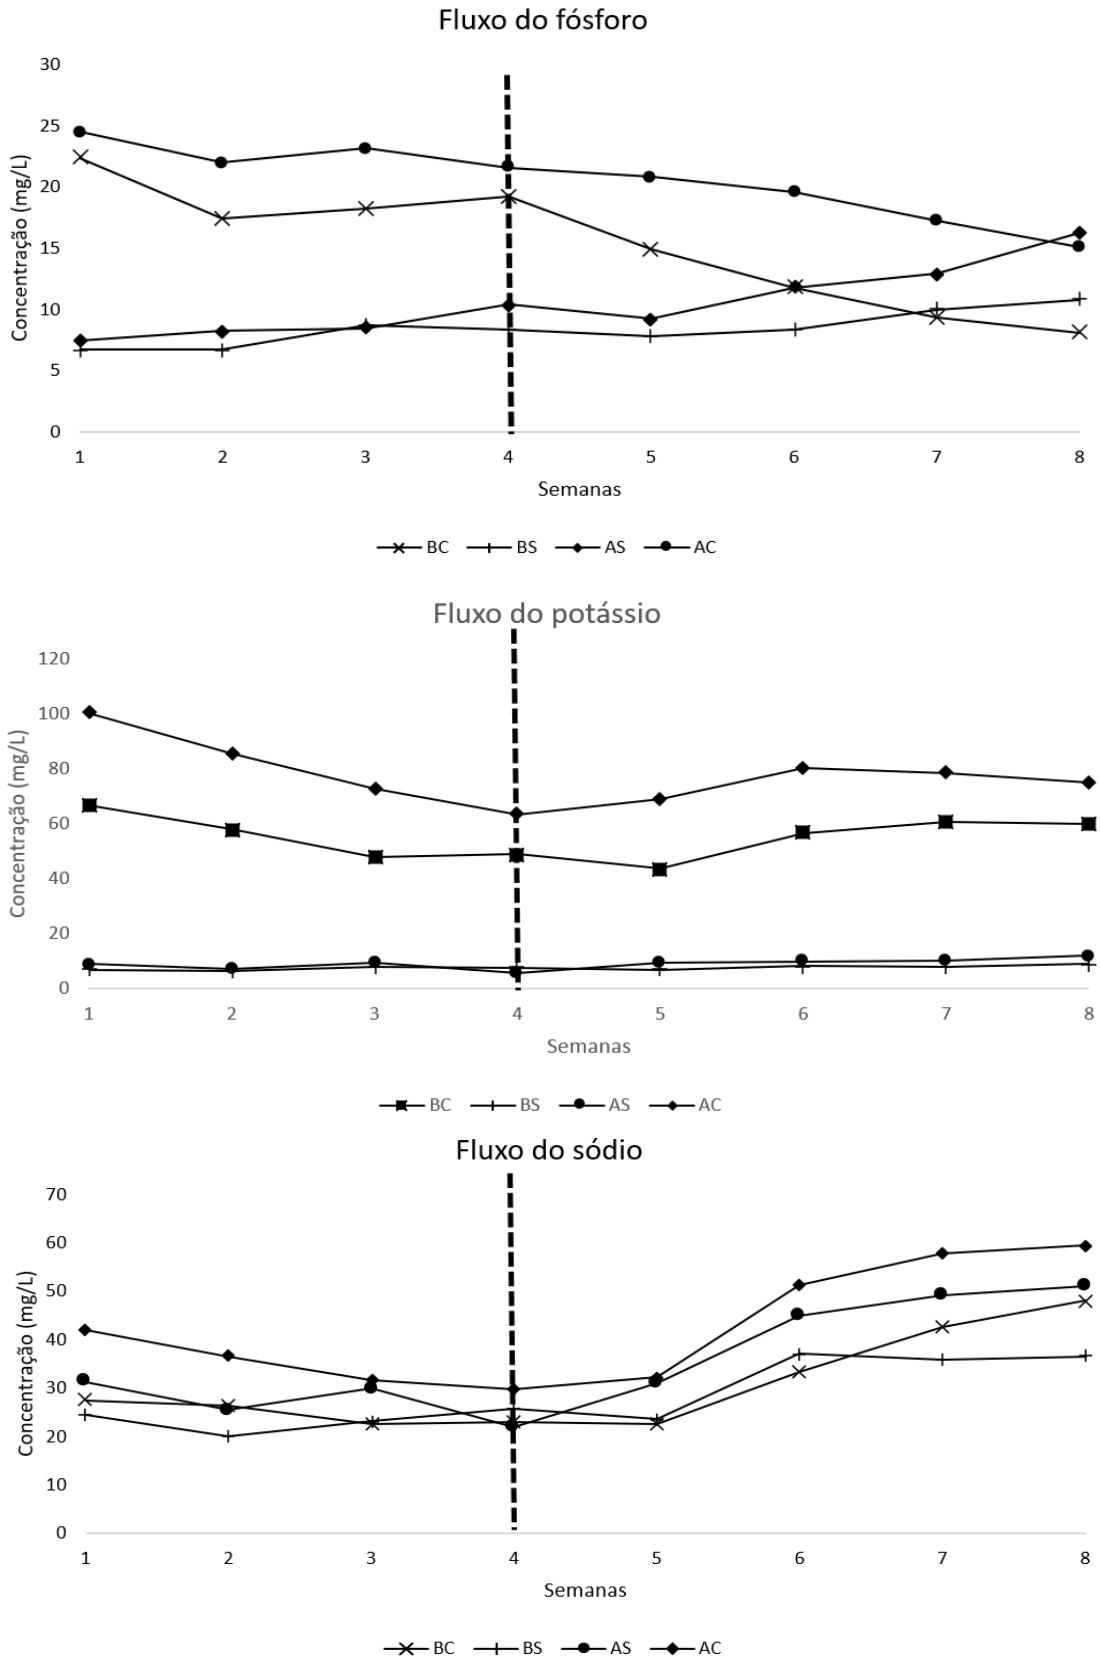 Fluxo do fósforo
Concentração (mg/L)
30
25
20
15
10
5
0
1 2 3 4 5 6 7 8
Semanas
BC BS AS AC
Fluxo do potássio
Concentração (mg/L)
120
100
80
60
40
20
0
1 2 3 4 5 6 7 8
Semanas
BC BS AS AC
Fluxo do sódio
Concentração (mg/L)
70
60
50
40
30
20
10
0
1 2 3 4 5 6 7 8
Semanas
BC BS AS AC